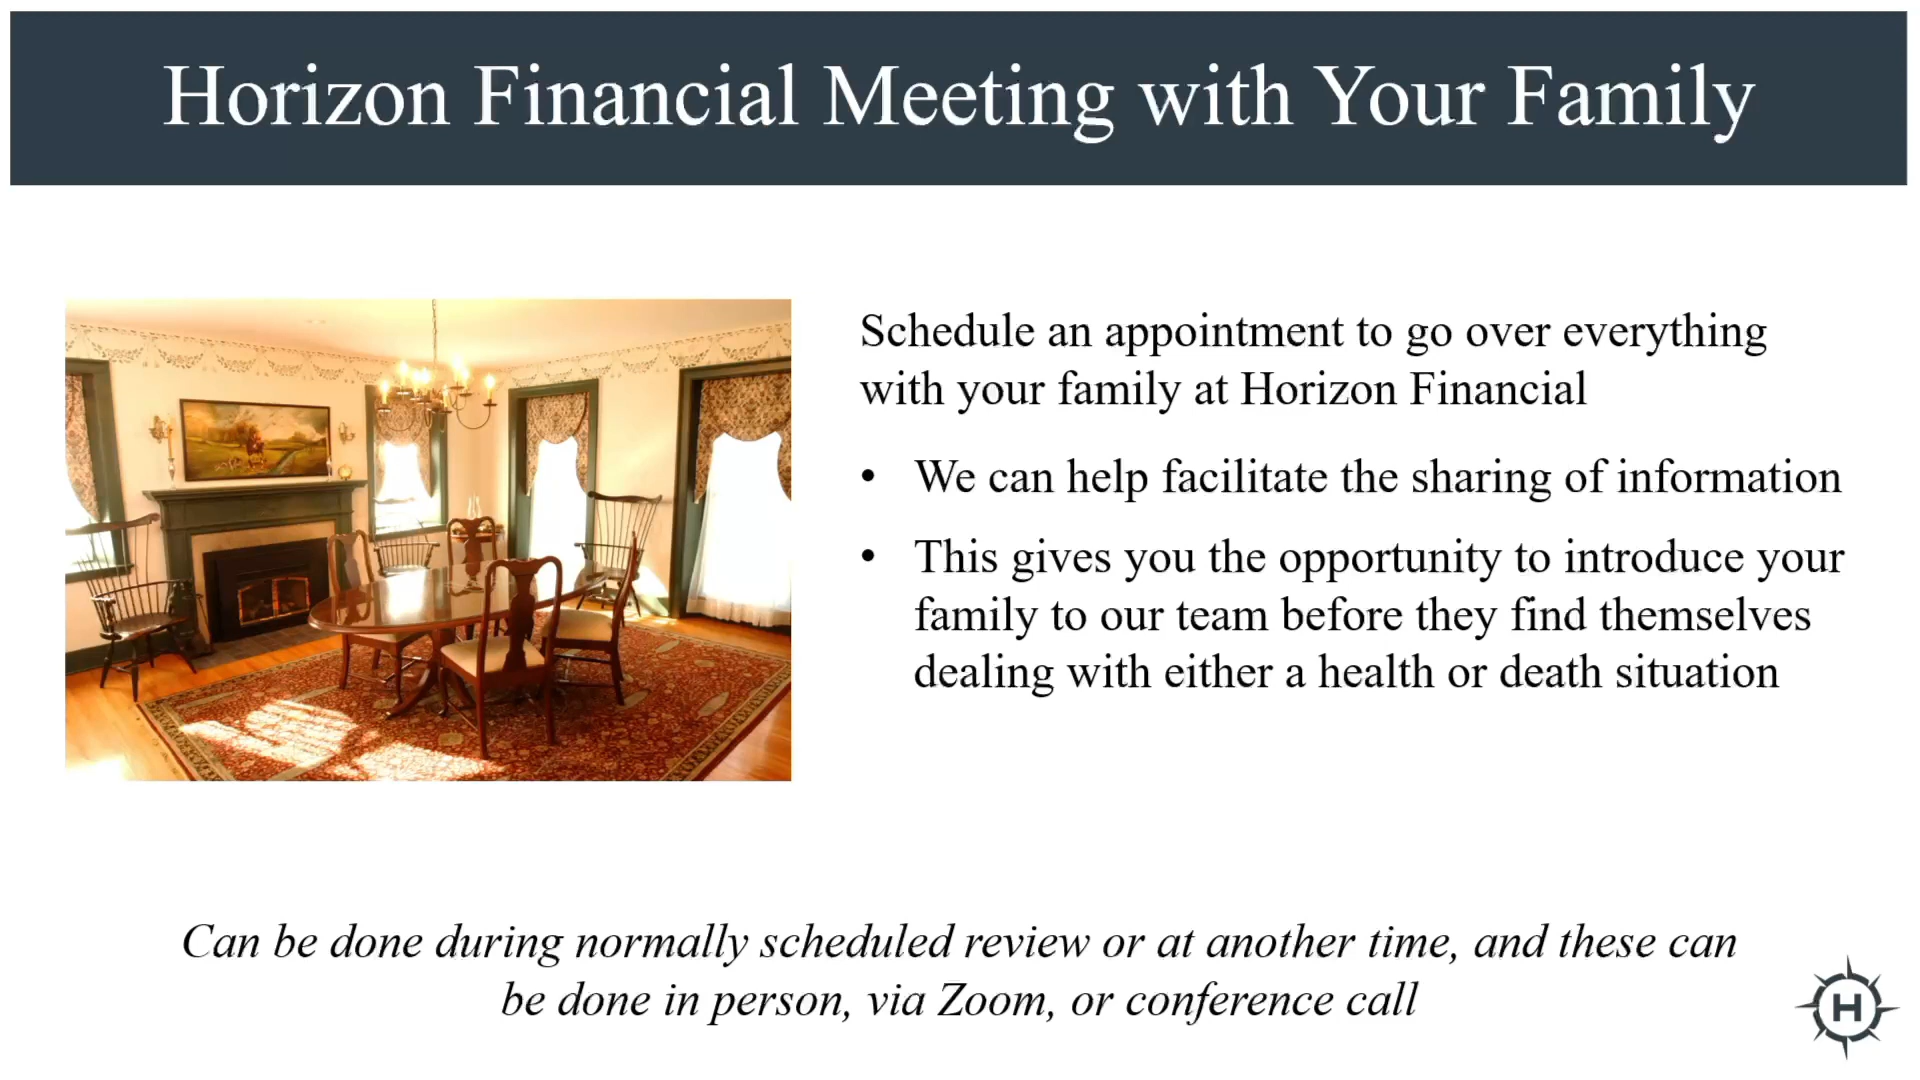 Horizon Financial Meeting with Your Family
Schedule an appointment to go over everything
with your family at Horizon Financial
• We can help facilitate the sharing of information
• This gives you the opportunity to introduce your
family to our team before they find themselves
dealing with either a health or death situation
Can be done during normally scheduled review or at another time, and these can
be done in person, via Zoom, or conference call
H